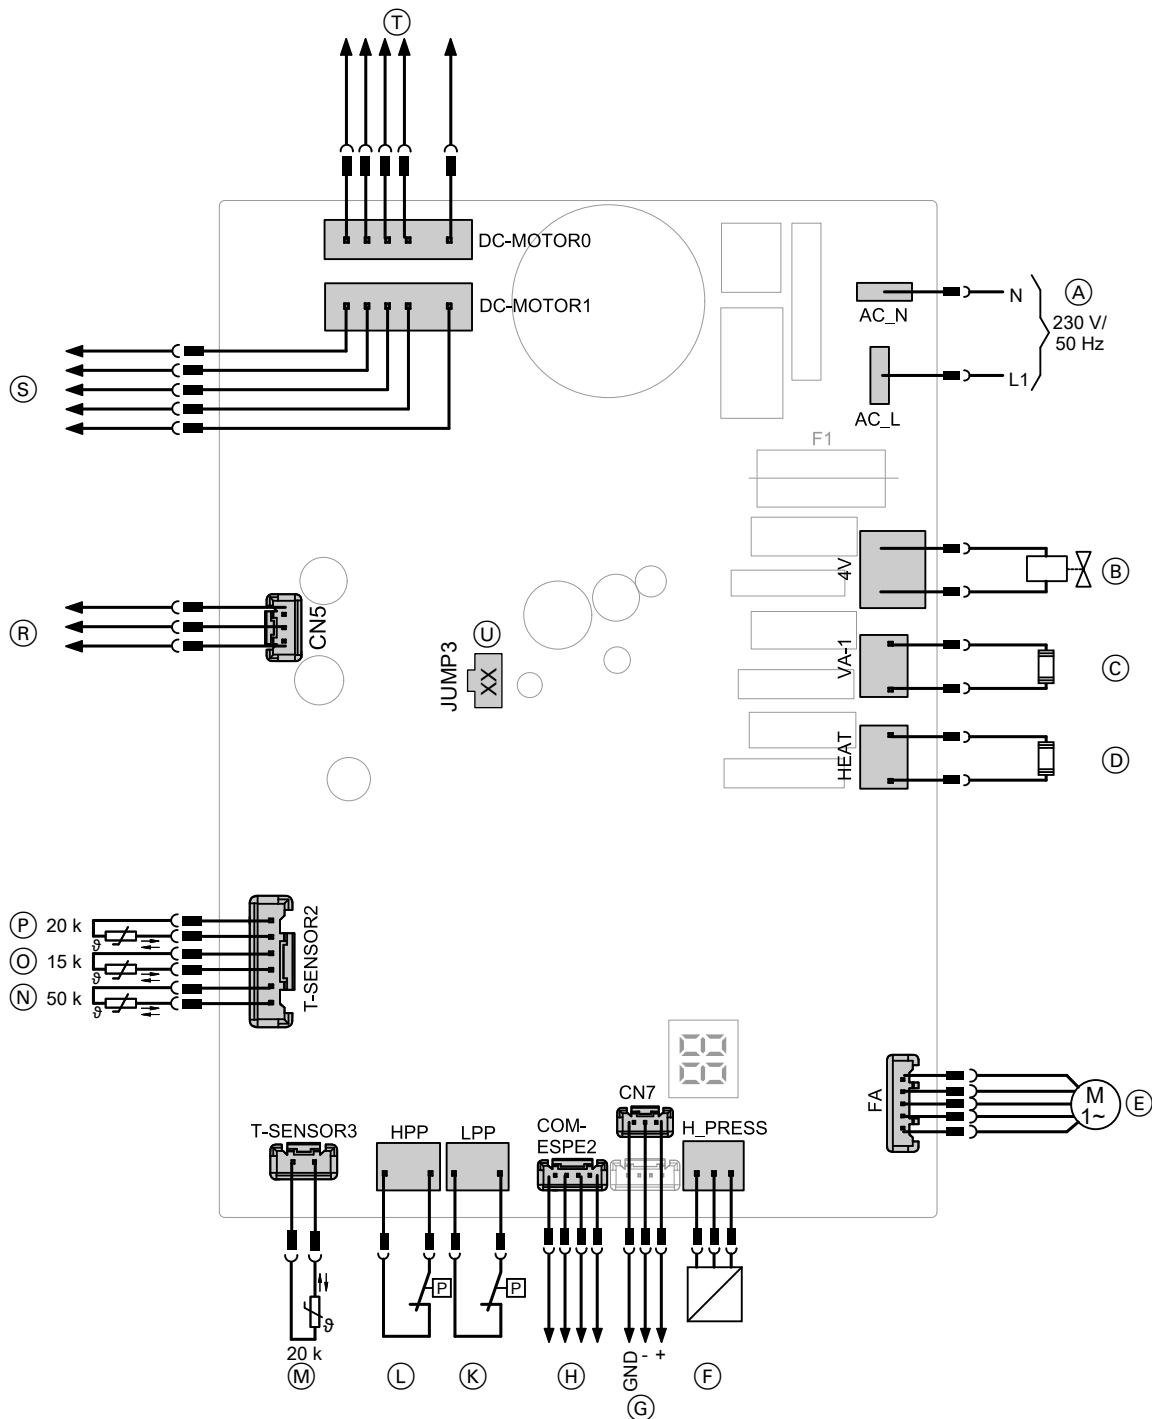 T
DC-MOTOR0
DC-MOTOR1
S
N
A
AC_N
230 V/
50 Hz
L1
AC_L
F1
4V
B
R
CN5
U
JUMP3
XX
VA-1
C
HEAT
D
P 20 k
ϑ
O 15 k
ϑ
N 50 k
ϑ
T-SENSOR2
88
FA
M
1~
E
CN7
T-SENSOR3
HPP
LPP
COM-
ESPE2
H_PRESS
P
P
ϑ
20 k
M
L
K
H
GND
-
+
G
F